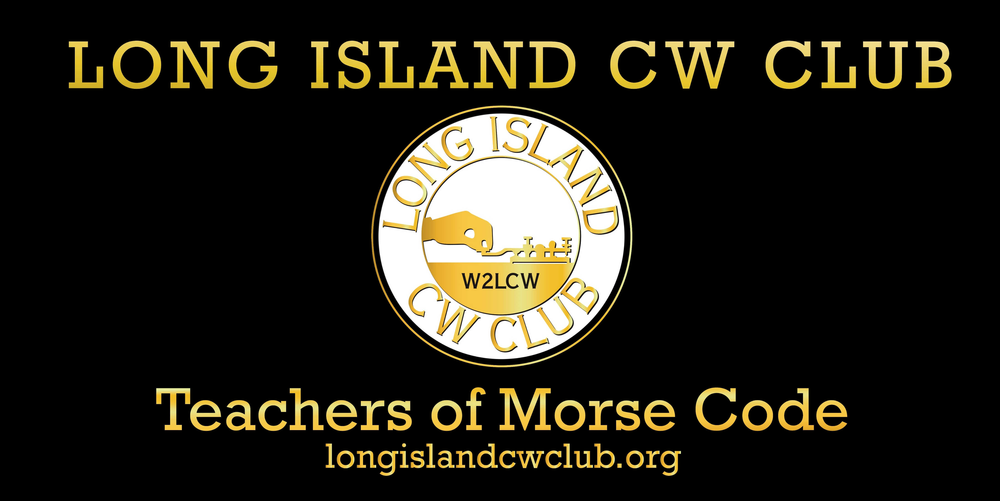 LONG ISLAND CW CLUB
LONG ISLAND
W2LCW
CW CLUB
Teachers of Morse Code
longislandcwclub.org